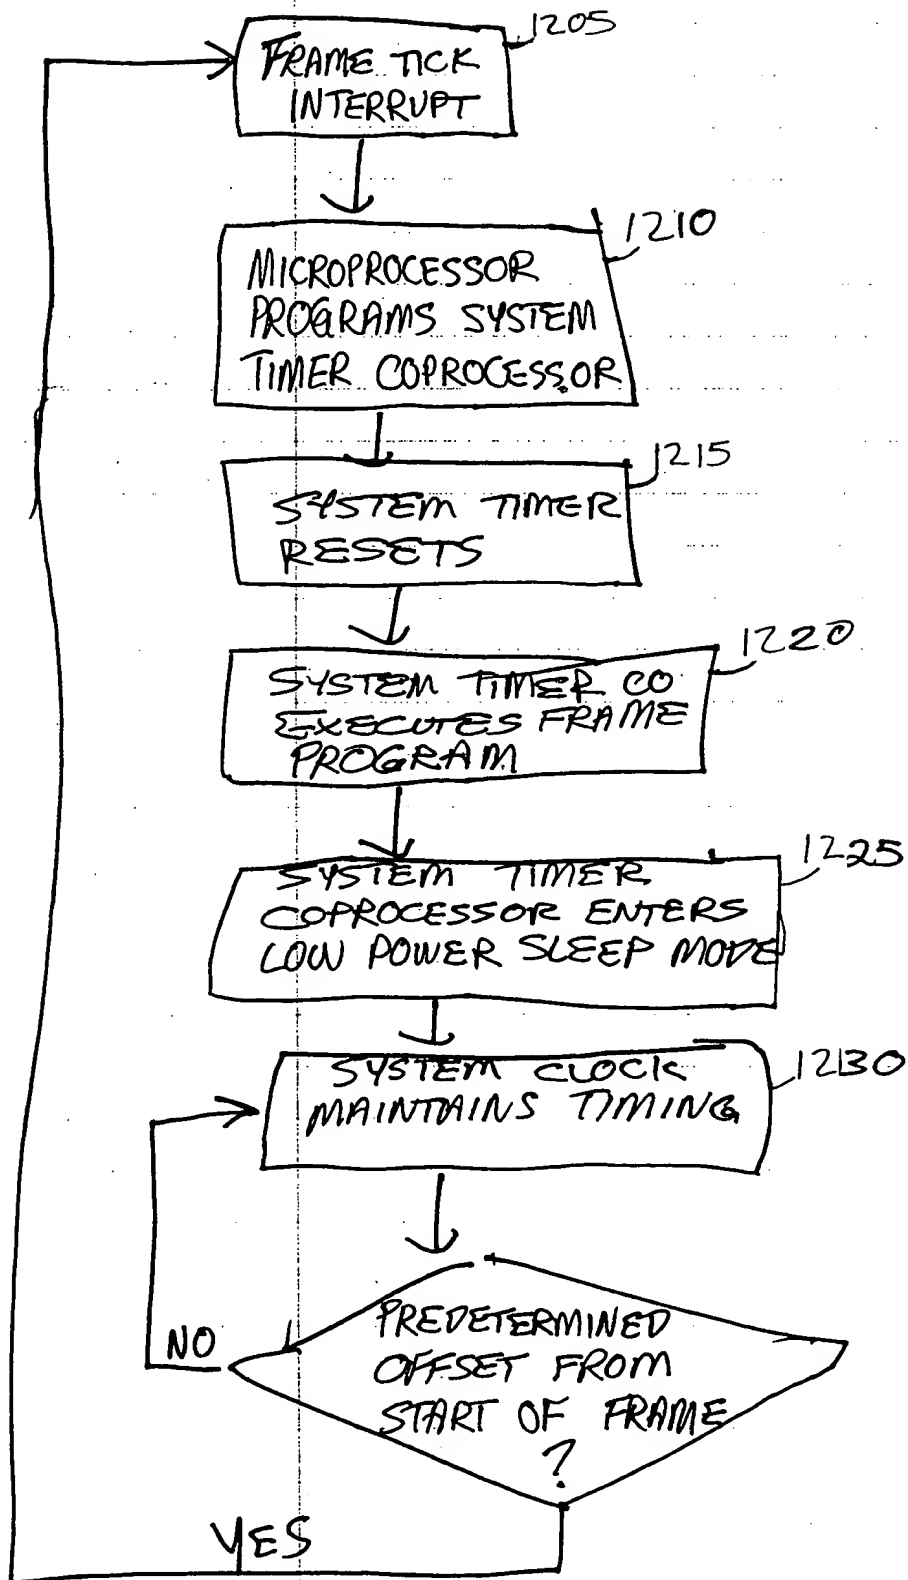 1205
FRAME TICK
INTERRUPT
1210
MICROPROCESSOR
PROGRAMS SYSTEM
TIMER COPROCESSOR
1215
SYSTEM TIMER
RESETS
1220
SYSTEM TIMER CO
EXECUTES FRAME
PROGRAM
1225
SYSTEM TIMER
COPROCESSOR ENTERS
LOW POWER SLEEP MODE
1230
SYSTEM CLOCK
MAINTAINS TIMING
NO
PREDETERMINED
OFFSET FROM
START OF FRAME
?
YES